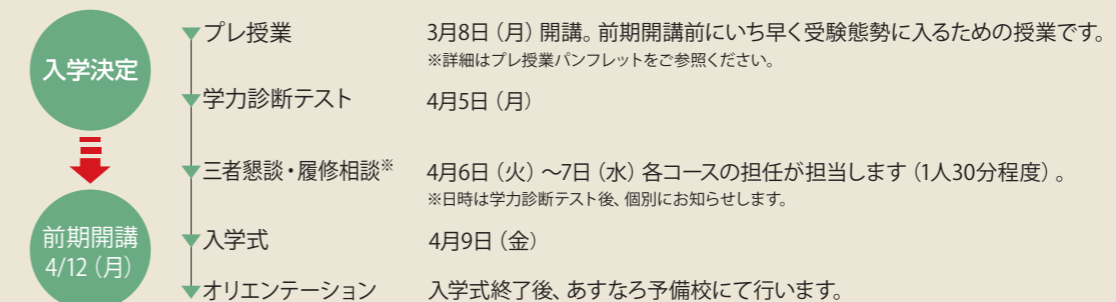 入学決定
前期開講
4/12（月）
▼プレ授業 3月8日（月）開講。前期開講前にいち早く受験態勢に入るための授業です。
※詳細はプレ授業パンフレットをご参照ください。
▼学力診断テスト 4月5日（月）
▼三者懇談・履修相談※ 4月6日（火）〜7日（水）各コースの担任が担当します（1人30分程度）。
※日時は学力診断テスト後、個別にお知らせします。
▼入学式 4月9日（金）
▼オリエンテーション 入学式終了後、あすなろ予備校にて行います。